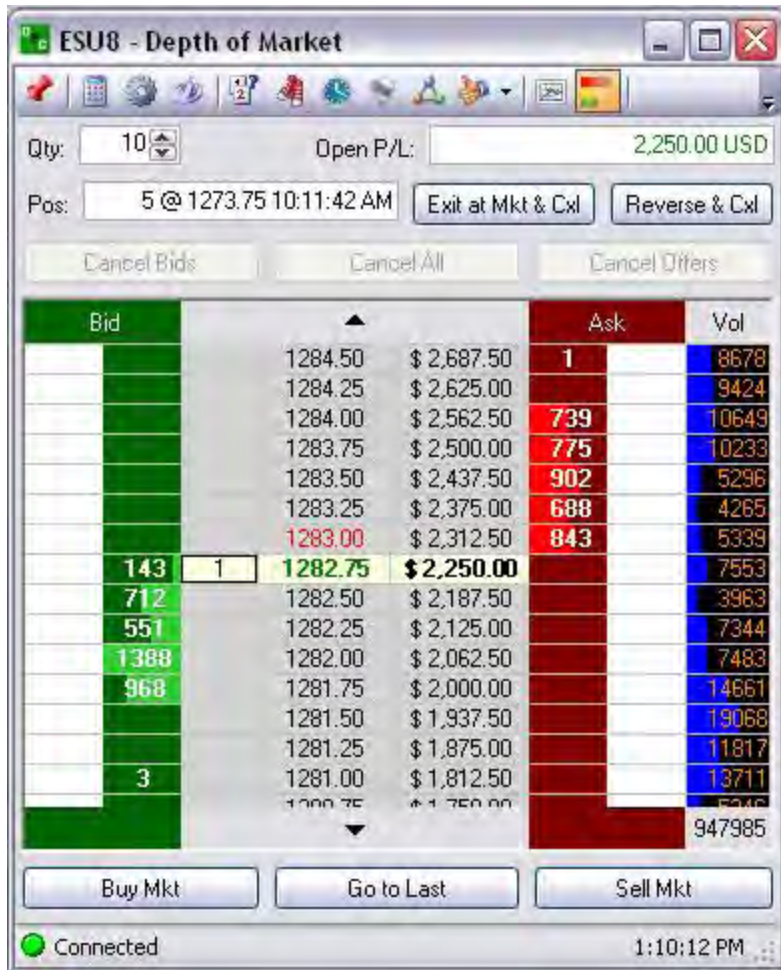 ESU8 - Depth of Market
Qty: 10 Open P/L: 2,250.00 USD
Pos: 5 @ 1273.75 10:11:42 AM Exit at Mkt & Cxl Reverse & Cxl
Cancel Bids Cancel All Cancel Offers
Bid Ask Vol
1284.50 $ 2,687.50 1 8678
1284.25 $ 2,625.00 9424
1284.00 $ 2,562.50 739 10649
1283.75 $ 2,500.00 775 10233
1283.50 $ 2,437.50 902 5296
1283.25 $ 2,375.00 688 4265
1283.00 $ 2,312.50 843 5339
143 1 1282.75 $ 2,250.00 7553
712 1282.50 $ 2,187.50 3963
551 1282.25 $ 2,125.00 7344
1388 1282.00 $ 2,062.50 7483
968 1281.75 $ 2,000.00 14661
1281.50 $ 1,937.50 19068
1281.25 $ 1,875.00 11817
3 1281.00 $ 1,812.50 13711
947985
Buy Mkt Go to Last Sell Mkt
Connected 1:10:12 PM